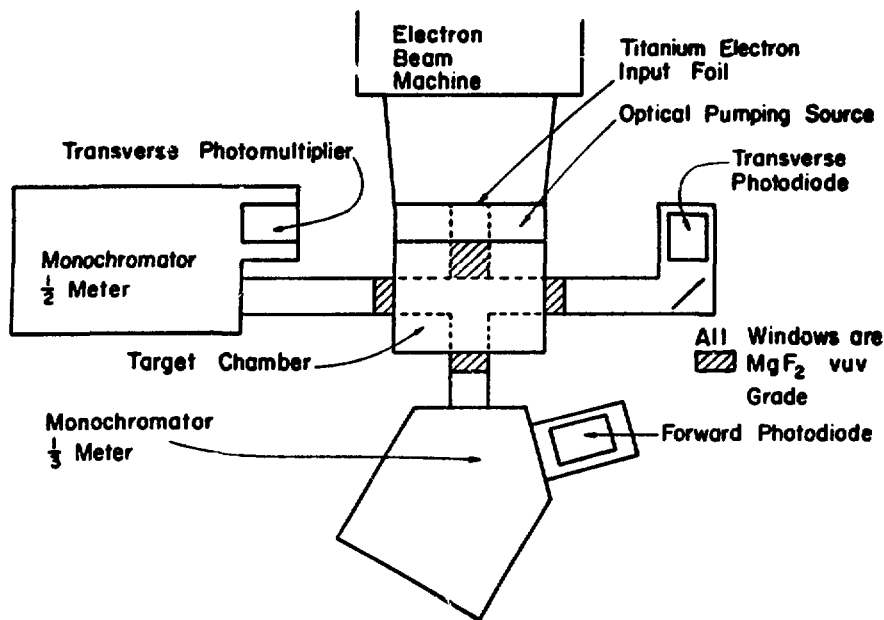 Electron
Beam
Machine
Titanium Electron
Input Foil
Optical Pumping Source
Transverse Photomultiplier
Transverse
Photodiode
Monochromator
1/2 Meter
Target Chamber
All Windows are
MgF₂ vuv
Grade
Monochromator
1/3 Meter
Forward Photodiode